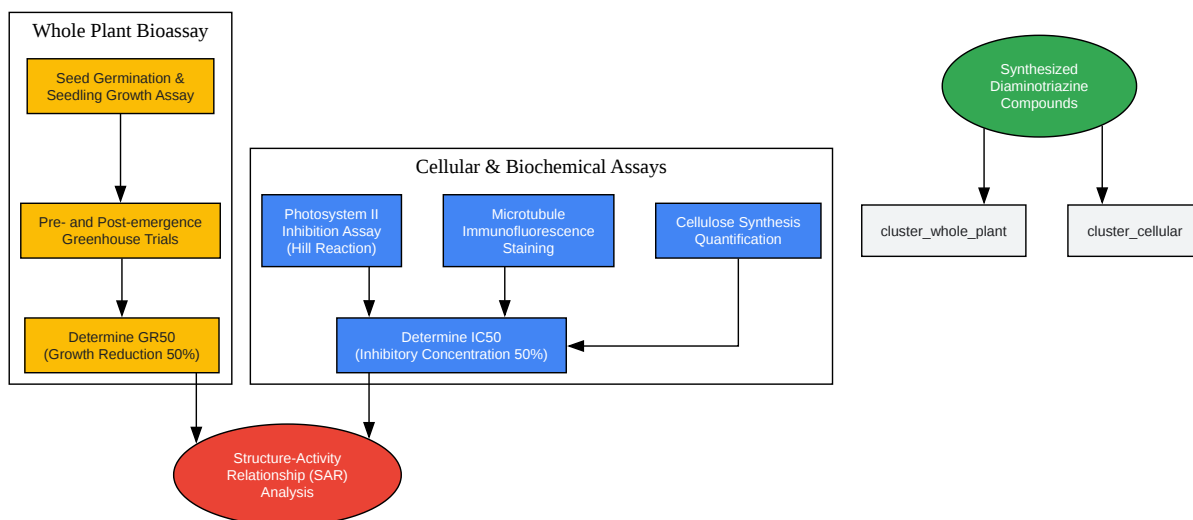 Whole Plant Bioassay
Seed Germination &
Seedling Growth Assay
Pre- and Post-emergence
Greenhouse Trials
Determine GR50
(Growth Reduction 50%)
Cellular & Biochemical Assays
Photosystem II
Inhibition Assay
(Hill Reaction)
Microtubule
Immunofluorescence
Staining
Cellulose Synthesis
Quantification
Determine IC50
(Inhibitory Concentration 50%)
Structure-Activity
Relationship (SAR)
Analysis
Synthesized
Diaminotriazine
Compounds
cluster_whole_plant
cluster_cellular